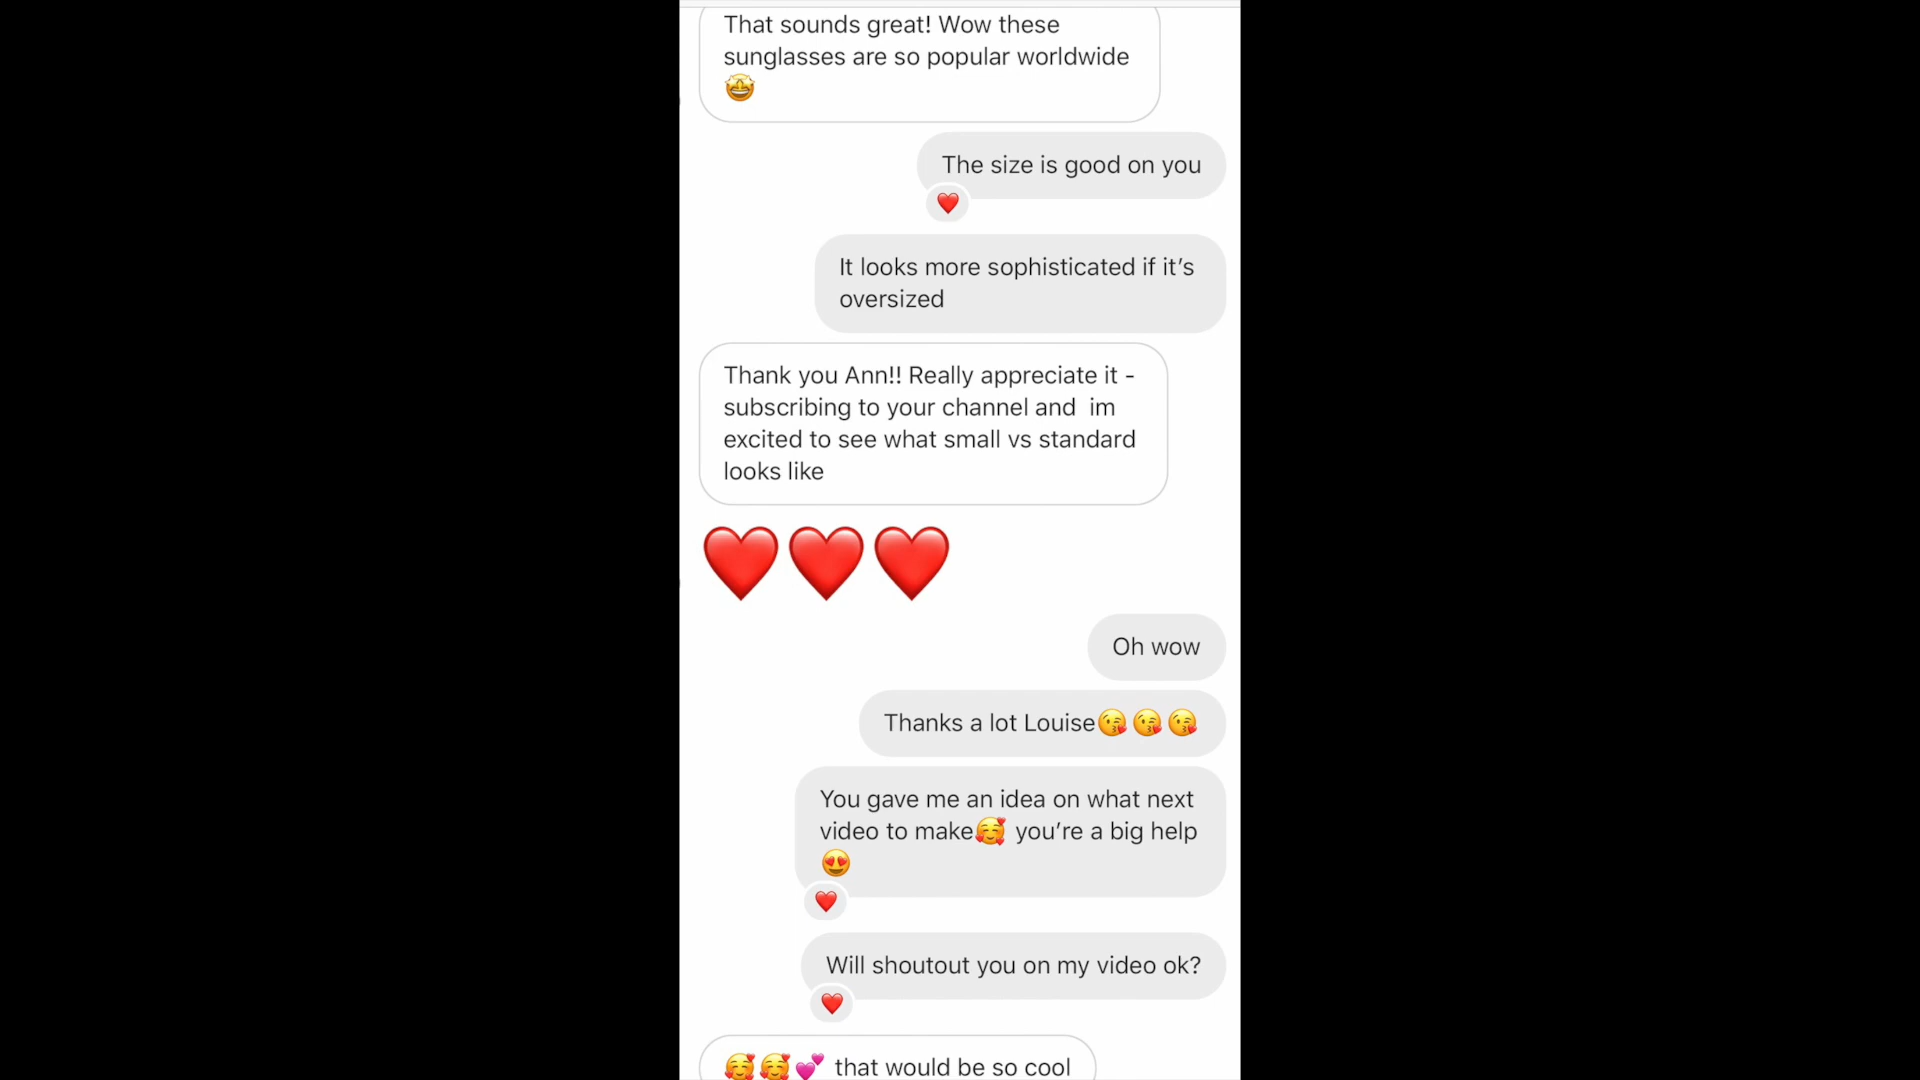 That sounds great! Wow these
sunglasses are so popular worldwide
🤩
The size is good on you
❤️
It looks more sophisticated if it’s
oversized
Thank you Ann!! Really appreciate it -
subscribing to your channel and  im
excited to see what small vs standard
looks like
❤️❤️❤️
Oh wow
Thanks a lot Louise😘😘😘
You gave me an idea on what next
video to make🥰 you’re a big help
😍
❤️
Will shoutout you on my video ok?
❤️
🥰🥰💕 that would be so cool